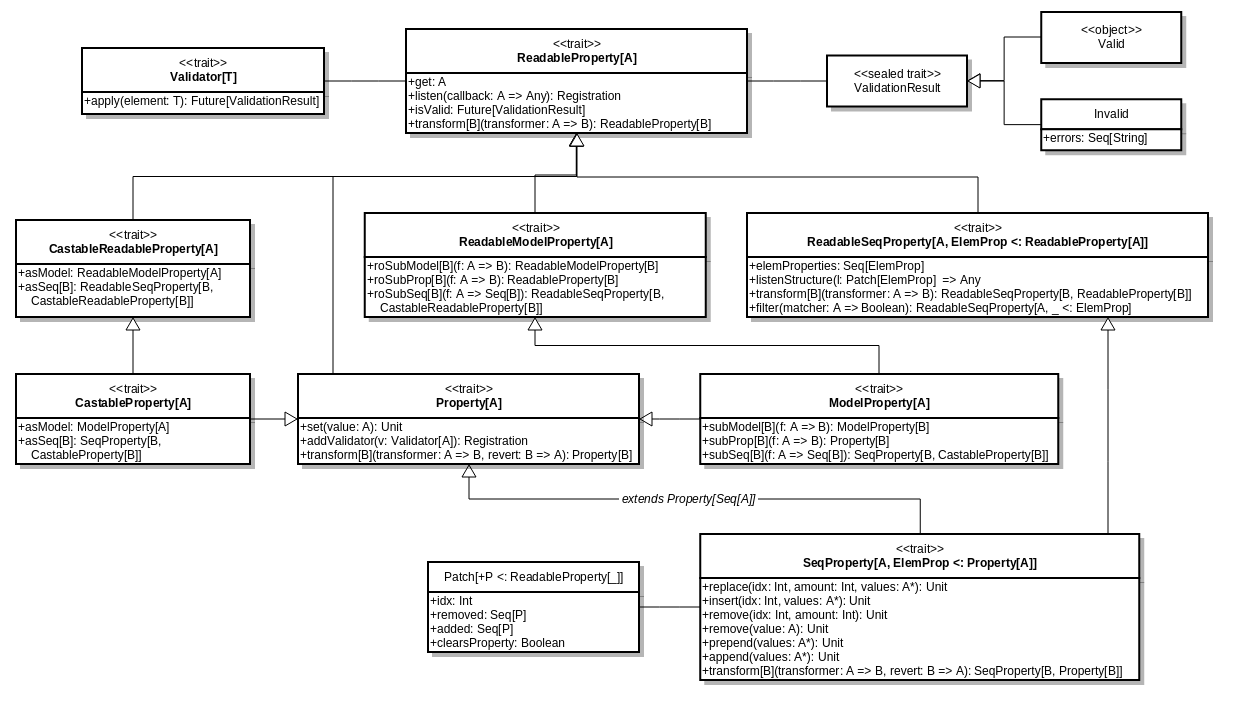 <<trait>>
Validator[T]
+apply(element: T): Future[ValidationResult]
<<trait>>
ReadableProperty[A]
+get: A
+listen(callback: A => Any): Registration
+isValid: Future[ValidationResult]
+transform[B](transformer: A => B): ReadableProperty[B]
<<sealed trait>>
ValidationResult
<<object>>
Valid
Invalid
+errors: Seq[String]
<<trait>>
CastableReadableProperty[A]
+asModel: ReadableModelProperty[A]
+asSeq[B]: ReadableSeqProperty[B,
CastableReadableProperty[B]]
<<trait>>
ReadableModelProperty[A]
+roSubModel[B](f: A => B): ReadableModelProperty[B]
+roSubProp[B](f: A => B): ReadableProperty[B]
+roSubSeq[B](f: A => Seq[B]): ReadableSeqProperty[B,
CastableReadableProperty[B]]
<<trait>>
ReadableSeqProperty[A, ElemProp <: ReadableProperty[A]]
+elemProperties: Seq[ElemProp]
+listenStructure(l: Patch[ElemProp] => Any
+transform[B](transformer: A => B): ReadableSeqProperty[B, ReadableProperty[B]]
+filter(matcher: A => Boolean): ReadableSeqProperty[A, _ <: ElemProp]
<<trait>>
CastableProperty[A]
+asModel: ModelProperty[A]
+asSeq[B]: SeqProperty[B,
CastableProperty[B]]
<<trait>>
Property[A]
+set(value: A): Unit
+addValidator(v: Validator[A]): Registration
+transform[B](transformer: A => B, revert: B => A): Property[B]
<<trait>>
ModelProperty[A]
+subModel[B](f: A => B): ModelProperty[B]
+subProp[B](f: A => B): Property[B]
+subSeq[B](f: A => Seq[B]): SeqProperty[B, CastableProperty[B]]
extends Property[Seq[A]]
Patch[+P <: ReadableProperty[_]]
+idx: Int
+removed: Seq[P]
+added: Seq[P]
+clearsProperty: Boolean
<<trait>>
SeqProperty[A, ElemProp <: Property[A]]
+replace(idx: Int, amount: Int, values: A*): Unit
+insert(idx: Int, values: A*): Unit
+remove(idx: Int, amount: Int): Unit
+remove(value: A): Unit
+prepend(values: A*): Unit
+append(values: A*): Unit
+transform[B](transformer: A => B, revert: B => A): SeqProperty[B, Property[B]]